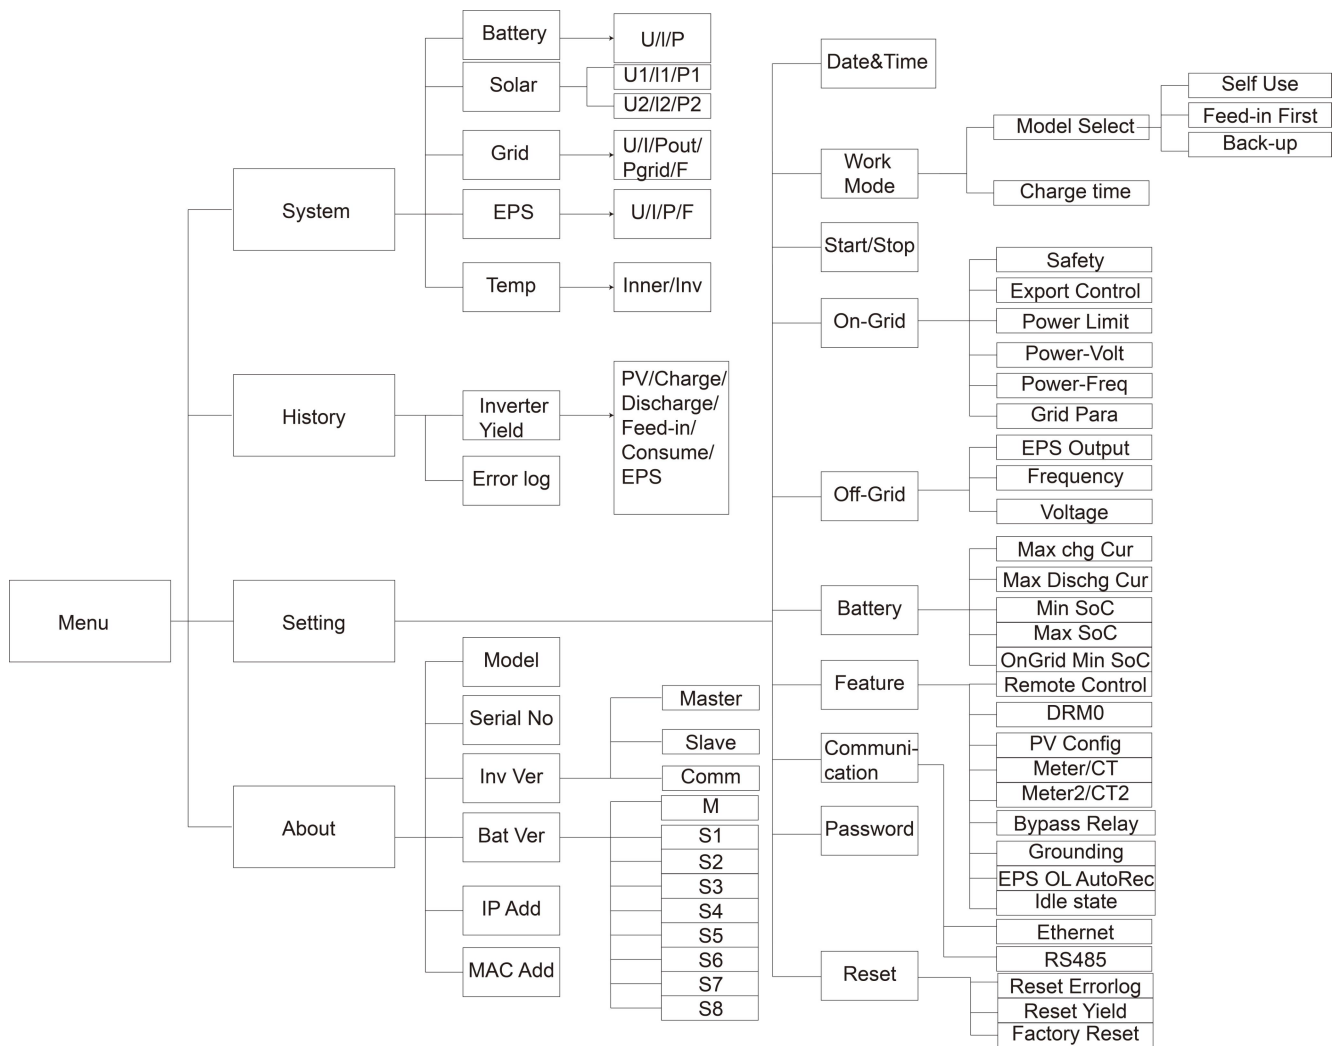 Menu
System
Battery
U/I/P
Solar
U1/I1/P1
U2/I2/P2
Grid
U/I/Pout/
Pgrid/F
EPS
U/I/P/F
Temp
Inner/Inv
History
Inverter
Yield
PV/Charge/
Discharge/
Feed-in/
Consume/
EPS
Error log
Setting
Date&Time
Work
Mode
Model Select
Self Use
Feed-in First
Back-up
Charge time
Start/Stop
On-Grid
Safety
Export Control
Power Limit
Power-Volt
Power-Freq
Grid Para
Off-Grid
EPS Output
Frequency
Voltage
Battery
Max chg Cur
Max Dischg Cur
Min SoC
Max SoC
OnGrid Min SoC
Feature
Remote Control
DRM0
PV Config
Meter/CT
Meter2/CT2
Bypass Relay
Grounding
EPS OL AutoRec
Idle state
Communi-
cation
Ethernet
RS485
Password
Reset
Reset Errorlog
Reset Yield
Factory Reset
About
Model
Serial No
Inv Ver
Master
Slave
Comm
Bat Ver
M
S1
S2
S3
S4
S5
S6
S7
S8
IP Add
MAC Add